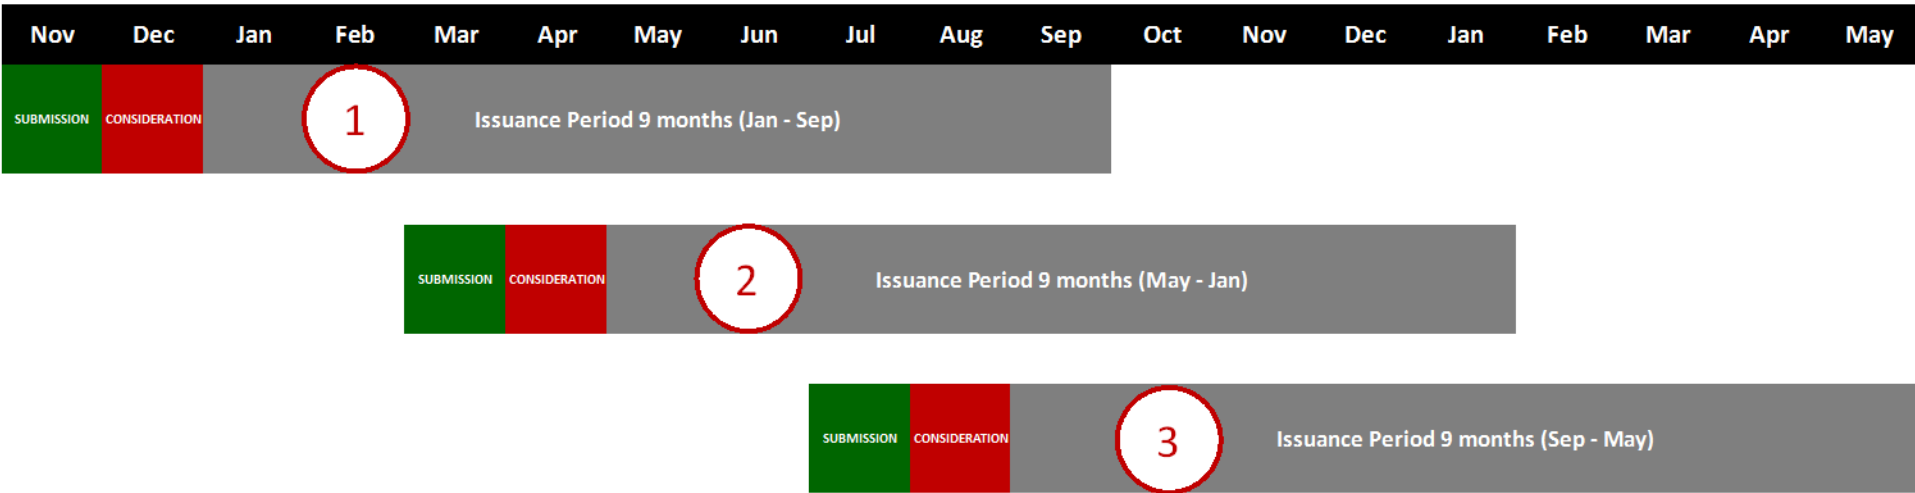 Nov Dec Jan Feb Mar Apr May Jun Jul Aug Sep Oct Nov Dec Jan Feb Mar Apr May
SUBMISSION CONSIDERATION 1 Issuance Period 9 months (Jan - Sep)
SUBMISSION CONSIDERATION 2 Issuance Period 9 months (May - Jan)
SUBMISSION CONSIDERATION 3 Issuance Period 9 months (Sep - May)